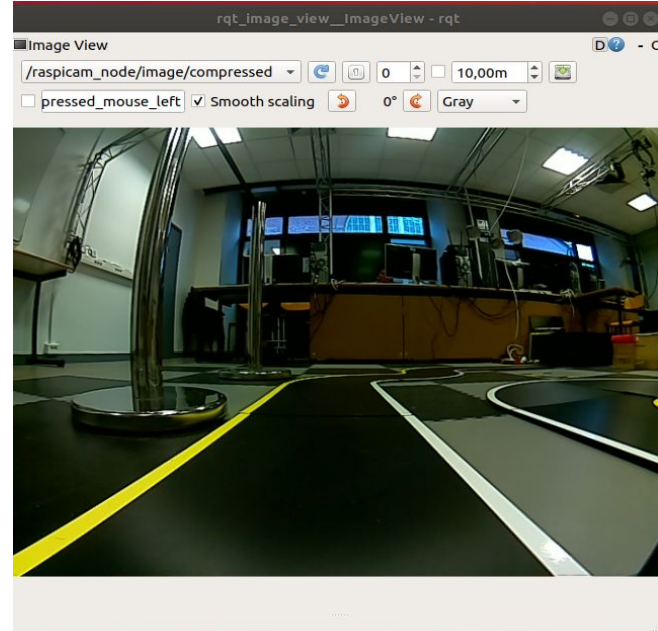 rqt_image_view__ImageView - rqt
Image View
D
- O
/raspicam_node/image/compressed
0
10,00m
pressed_mouse_left
Smooth scaling
0°
Gray